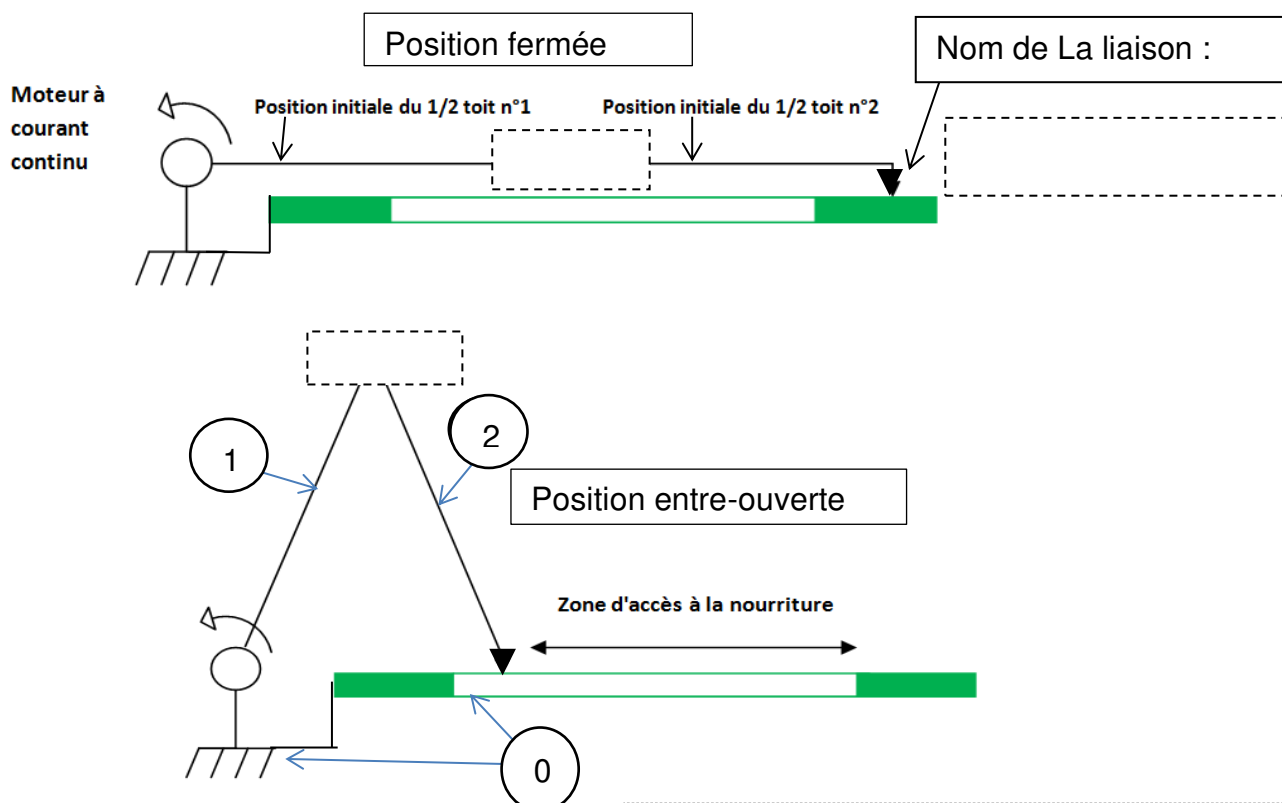 Position fermée
Nom de La liaison :
Moteur à
courant
continu
Position initiale du 1/2 toit n°1
Position initiale du 1/2 toit n°2
1
2
Position entre-ouverte
Zone d'accès à la nourriture
0